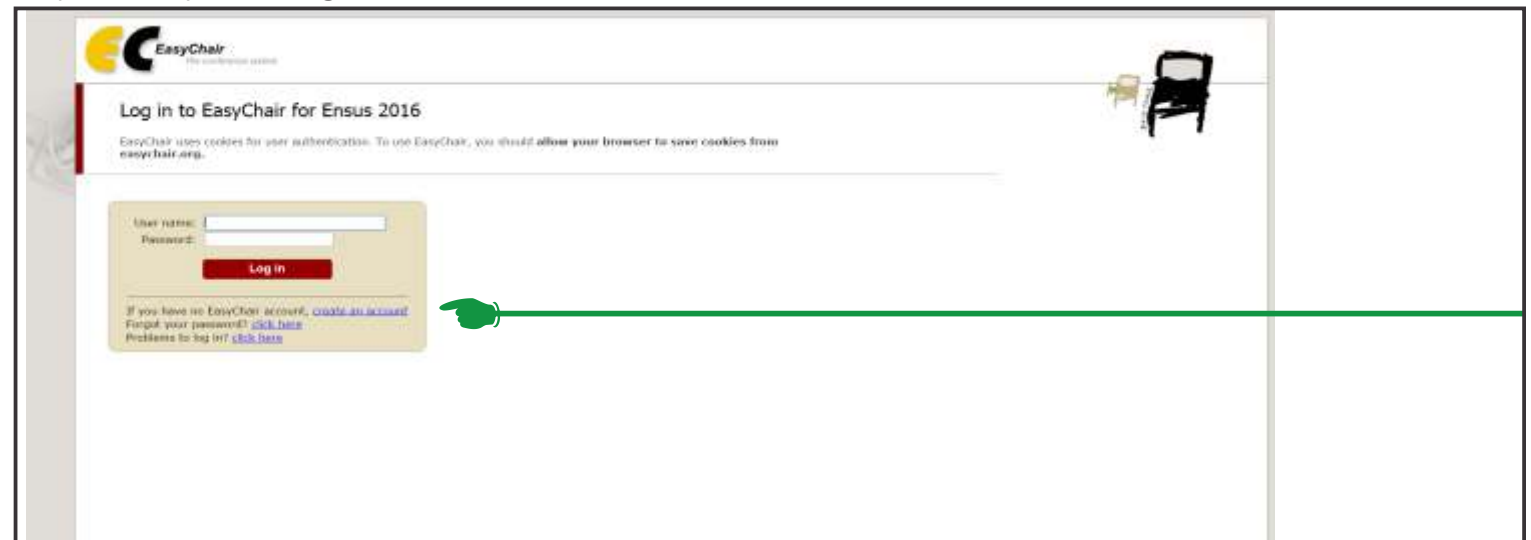 EasyChair
Log in to EasyChair for Ensus 2016
EasyChair uses cookies for user authentication. To use EasyChair, you should allow your browser to save cookies from
easychair.org.
User name:
Password:
Log in
If you have no EasyChair account, create an account
Forgot your password? click here
Problems to log in? click here